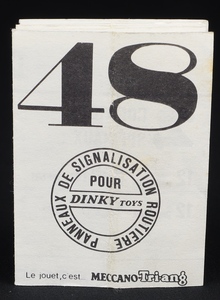 48
PANNEAUX DE SIGNALISATION ROUTIERE
POUR
DINKY TOYS
Le jouet, c'est... MECCANO Triang